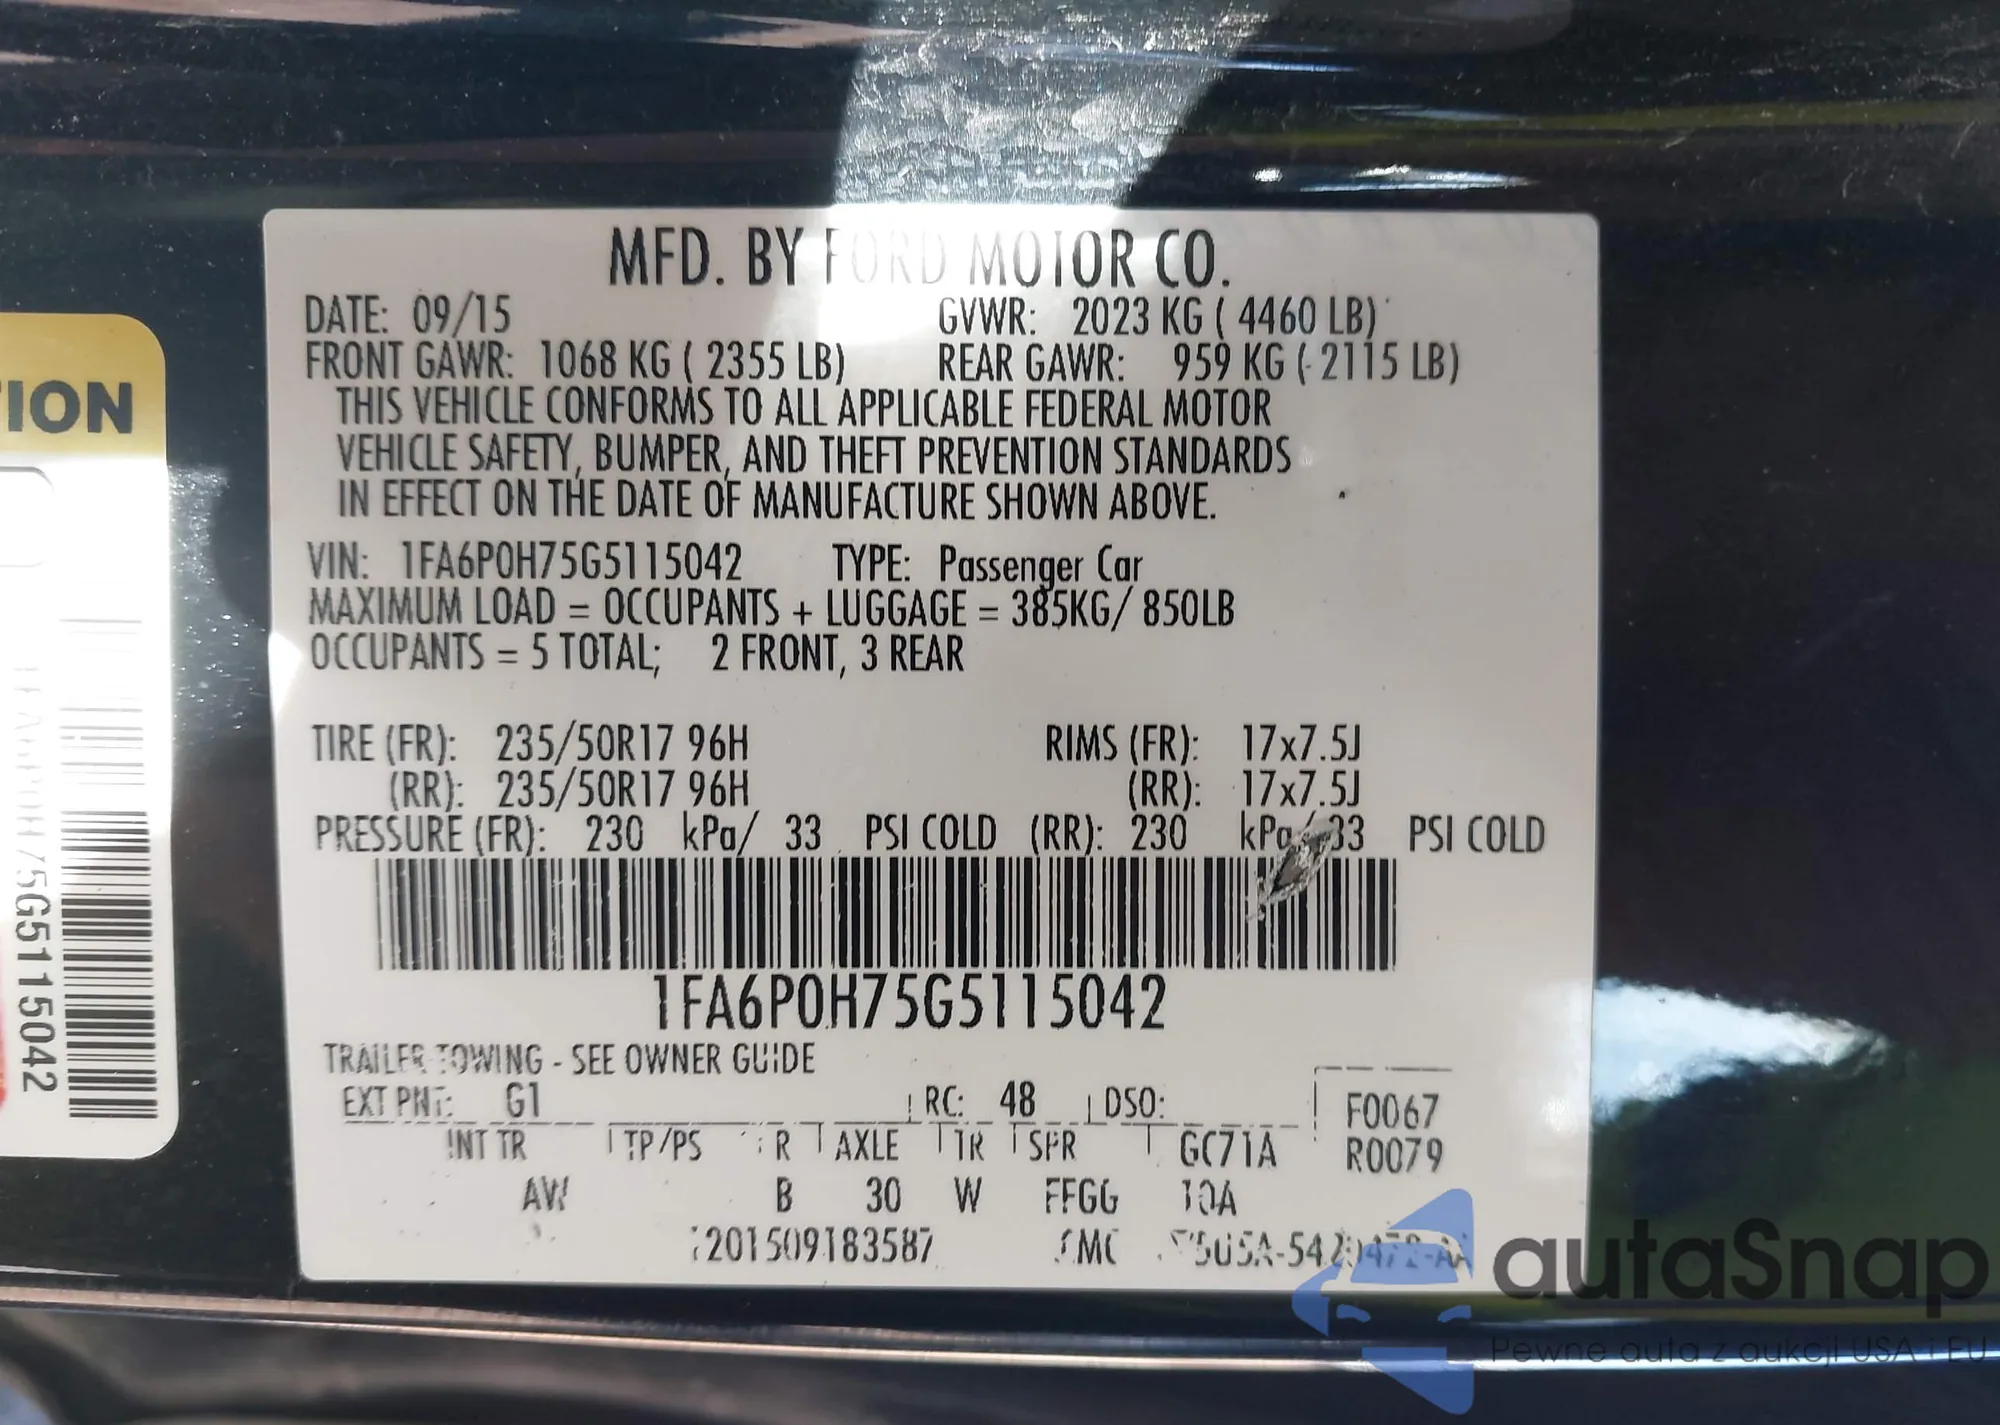 MFD. BY FORD MOTOR CO.
DATE: 09/15 GVWR: 2023 KG ( 4460 LB)
FRONT GAWR: 1068 KG ( 2355 LB) REAR GAWR: 959 KG ( 2115 LB)
THIS VEHICLE CONFORMS TO ALL APPLICABLE FEDERAL MOTOR
VEHICLE SAFETY, BUMPER, AND THEFT PREVENTION STANDARDS
IN EFFECT ON THE DATE OF MANUFACTURE SHOWN ABOVE.
VIN: 1FA6P0H75G5115042 TYPE: Passenger Car
MAXIMUM LOAD = OCCUPANTS + LUGGAGE = 385KG/ 850LB
OCCUPANTS = 5 TOTAL; 2 FRONT, 3 REAR
TIRE (FR): 235/50R17 96H RIMS (FR): 17x7.5J
(RR): 235/50R17 96H (RR): 17x7.5J
PRESSURE (FR): 230 kPa/ 33 PSI COLD (RR): 230 kPa/ 33 PSI COLD
1FA6P0H75G5115042
TRAILER TOWING - SEE OWNER GUIDE
EXT PNT: G1 RC: 48 DSO: F0067
INT TR TP/PS R AXLE TR SPR GC71A R0079
AW B 30 W FFGG 10A
201509183587
TION
1FA6P0H75G5115042
autaSnap
Pewne auta z aukcji USA i EU